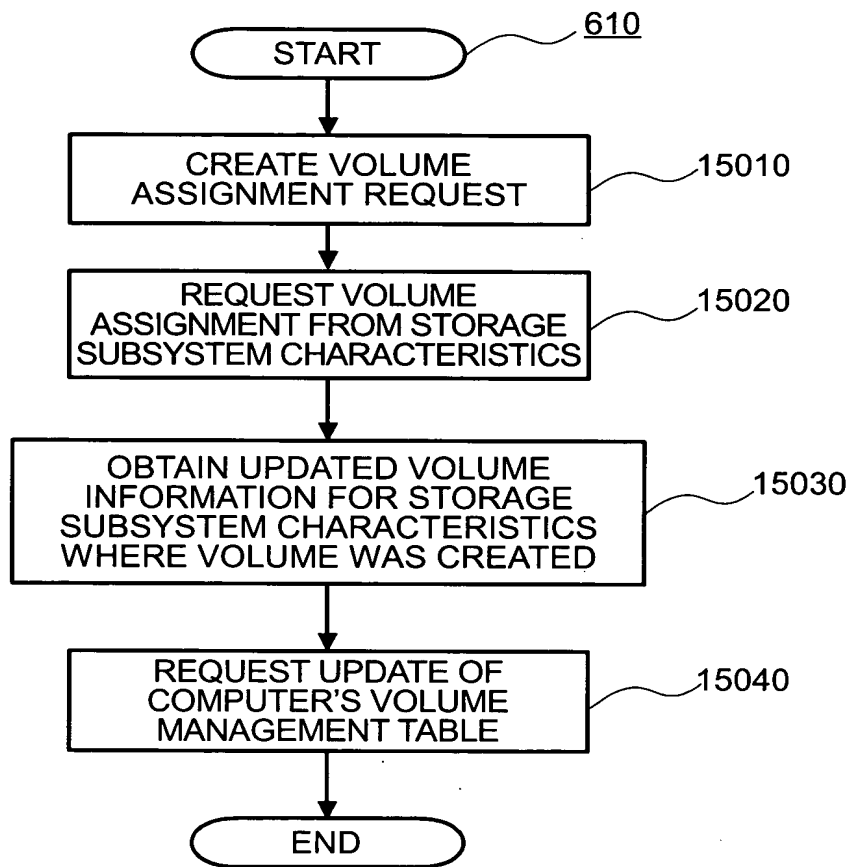 610
START
CREATE VOLUME
ASSIGNMENT REQUEST
15010
REQUEST VOLUME
ASSIGNMENT FROM STORAGE
SUBSYSTEM CHARACTERISTICS
15020
OBTAIN UPDATED VOLUME
INFORMATION FOR STORAGE
SUBSYSTEM CHARACTERISTICS
WHERE VOLUME WAS CREATED
15030
REQUEST UPDATE OF
COMPUTER'S VOLUME
MANAGEMENT TABLE
15040
END